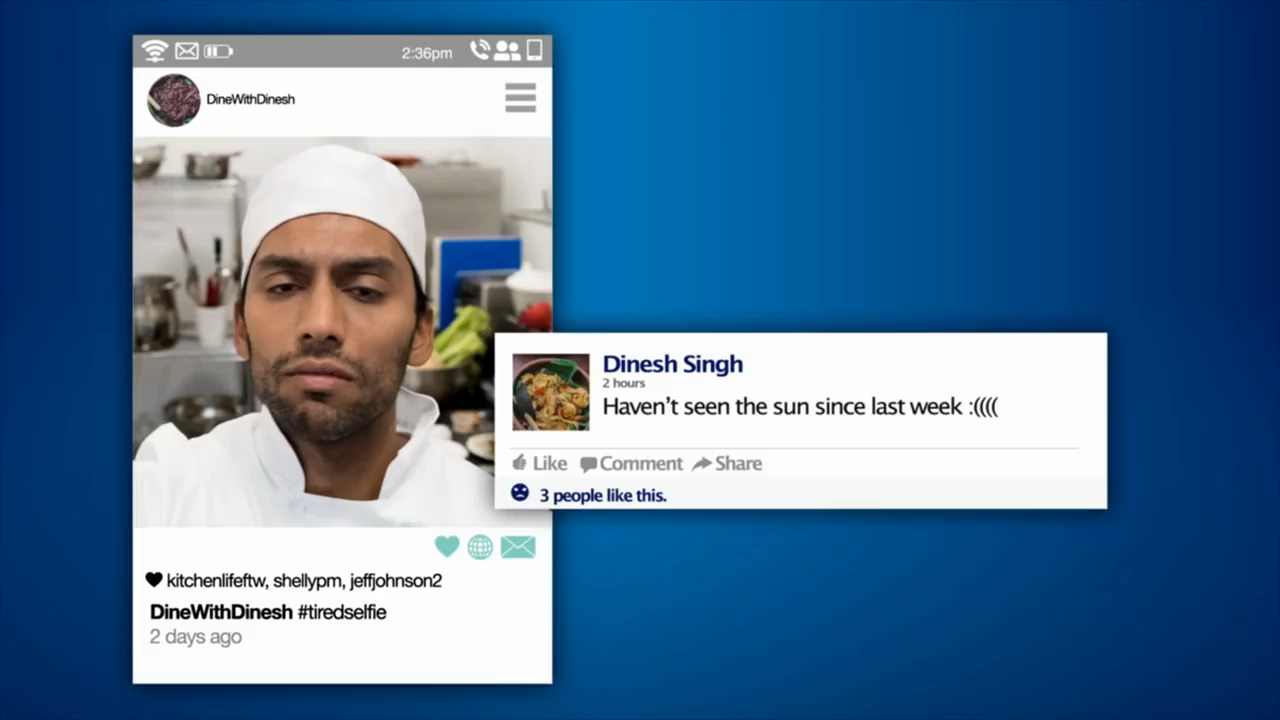 2:36pm
DineWithDinesh
Dinesh Singh
2 hours
Haven't seen the sun since last week :((((
Like Comment Share
3 people like this.
kitchenlifeftw, shellypm, jeffjohnson2
DineWithDinesh #tiredselfie
2 days ago